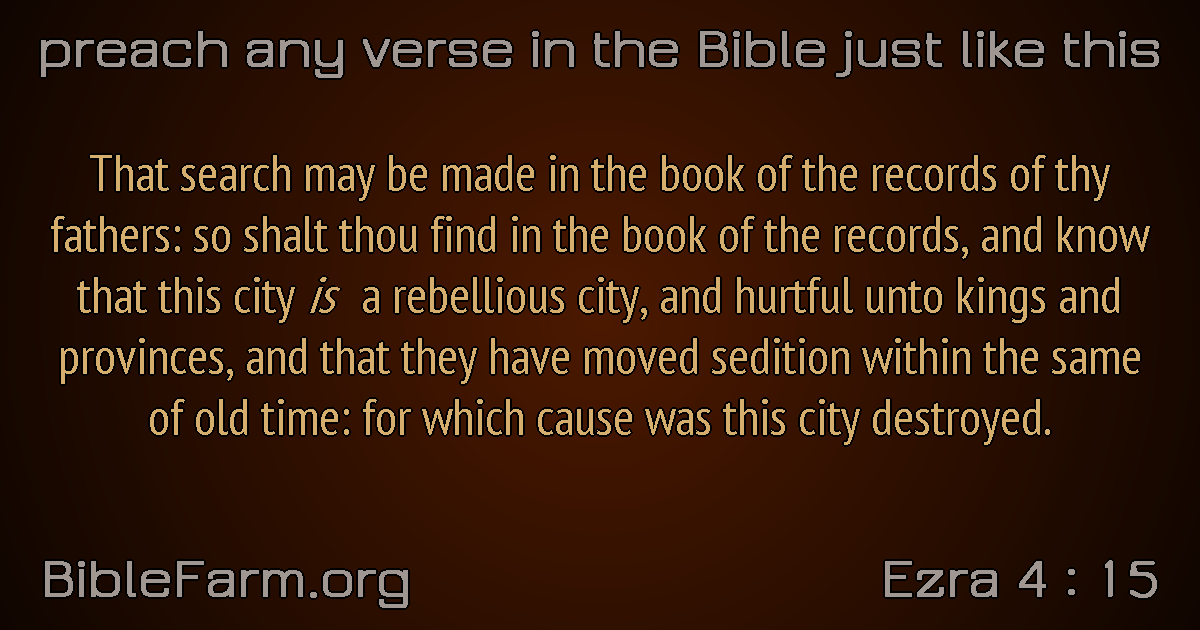 preach any verse in the Bible just like this
That search may be made in the book of the records of thy
fathers: so shalt thou find in the book of the records, and know
that this city is a rebellious city, and hurtful unto kings and
provinces, and that they have moved sedition within the same
of old time: for which cause was this city destroyed.
BibleFarm.org
Ezra 4 : 15